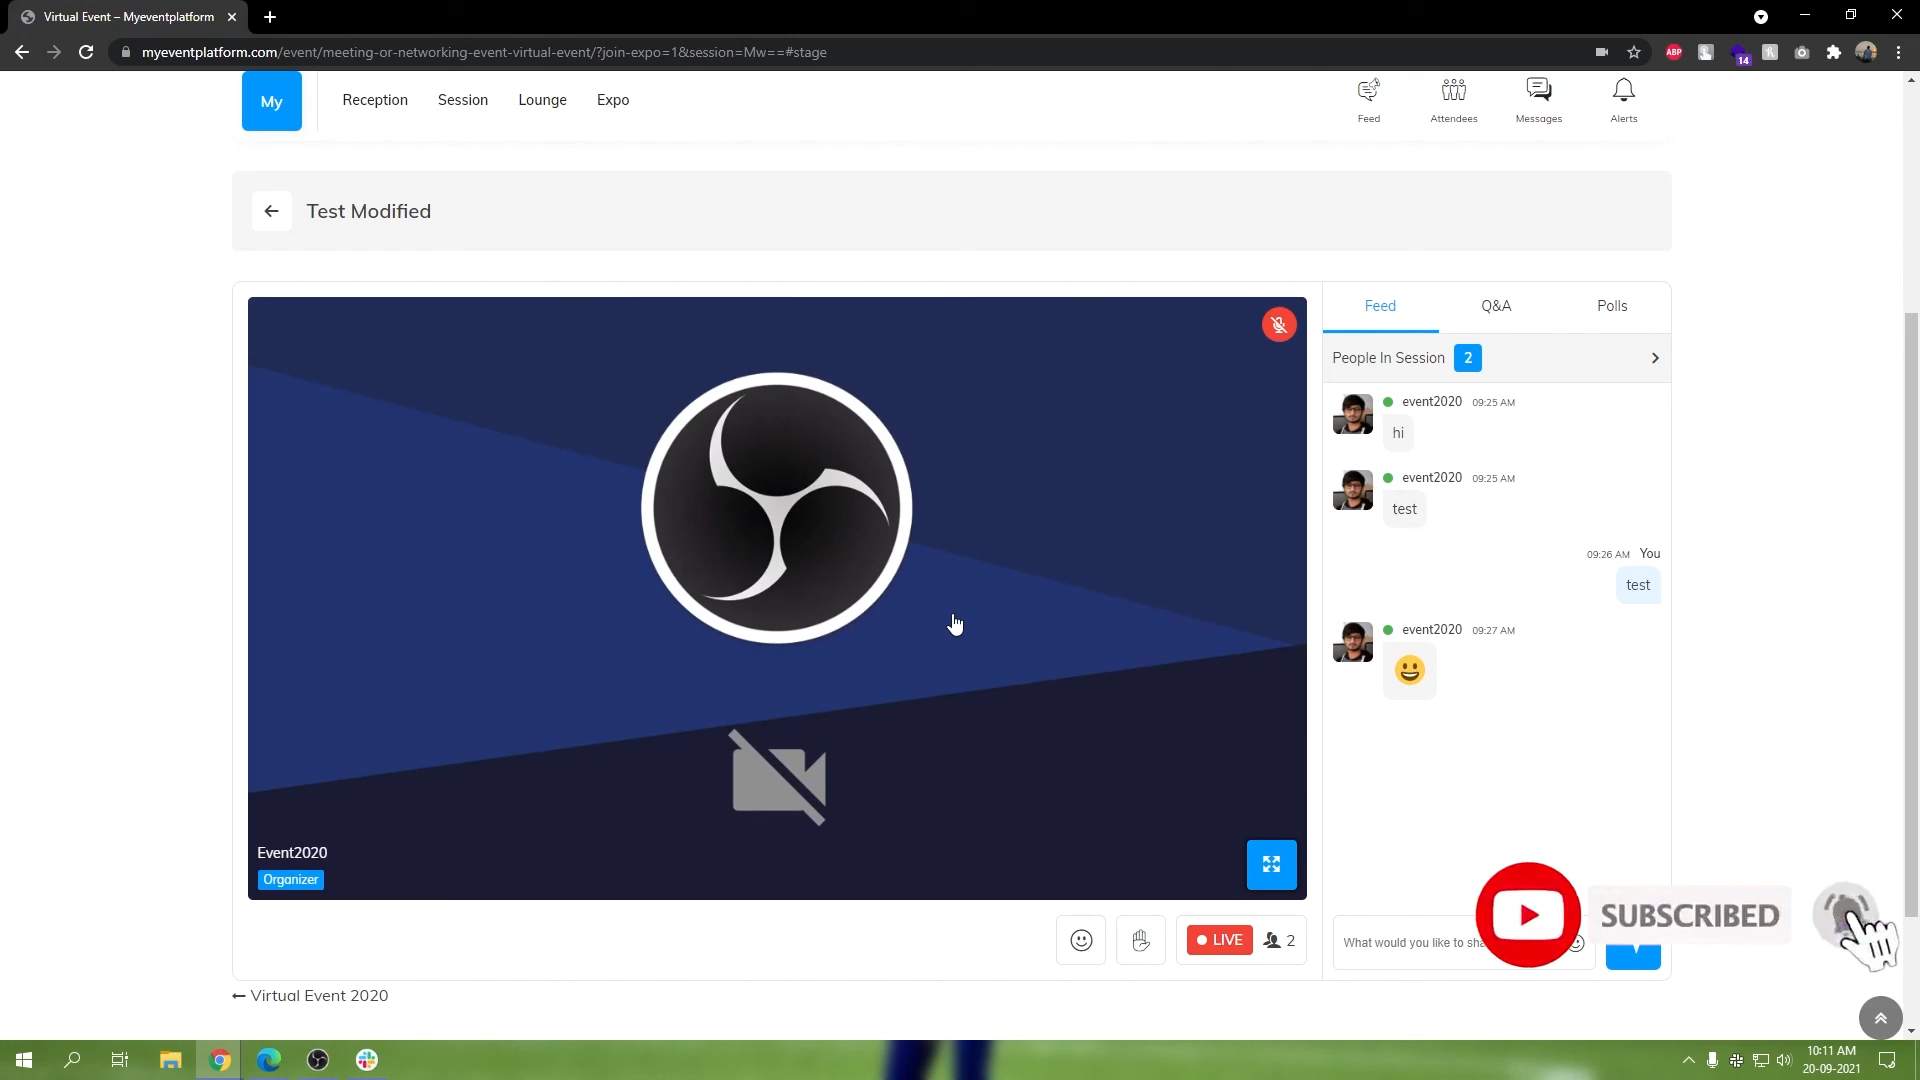 Virtual Event – Myeventplatform
myeventplatform.com/event/meeting-or-networking-event-virtual-event/?join-expo=1&session=Mw==#stage
ABP
14
My
Reception
Session
Lounge
Expo
Feed
Attendees
Messages
Alerts
Test Modified
Feed
Q&A
Polls
People In Session 2
event2020 09:25 AM
hi
event2020 09:25 AM
test
09:26 AM You
test
event2020 09:27 AM
Event2020
Organizer
LIVE
2
What would you like to sha
SUBSCRIBED
Virtual Event 2020
10:11 AM
20-09-2021